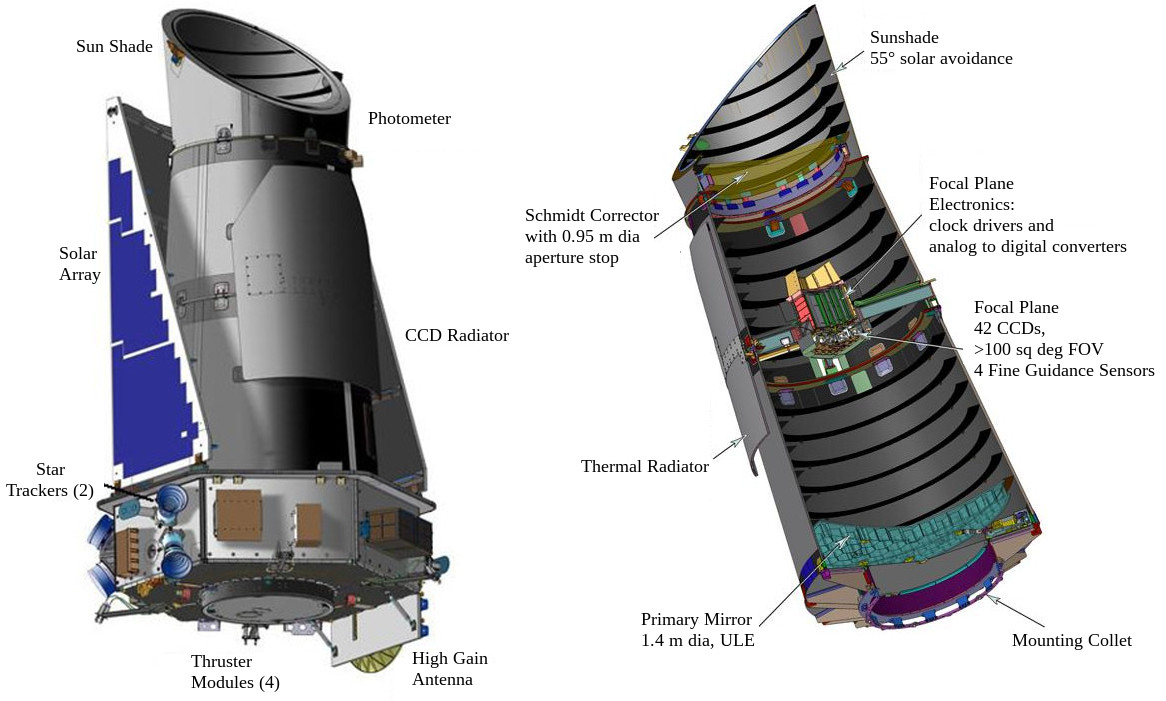 Sun Shade
Photometer
Solar
Array
CCD Radiator
Star
Trackers (2)
Thruster
Modules (4)
High Gain
Antenna
Sunshade
55° solar avoidance
Focal Plane
Electronics:
clock drivers and
analog to digital converters
Schmidt Corrector
with 0.95 m dia
aperture stop
Focal Plane
42 CCDs,
>100 sq deg FOV
4 Fine Guidance Sensors
Thermal Radiator
Primary Mirror
1.4 m dia, ULE
Mounting Collet